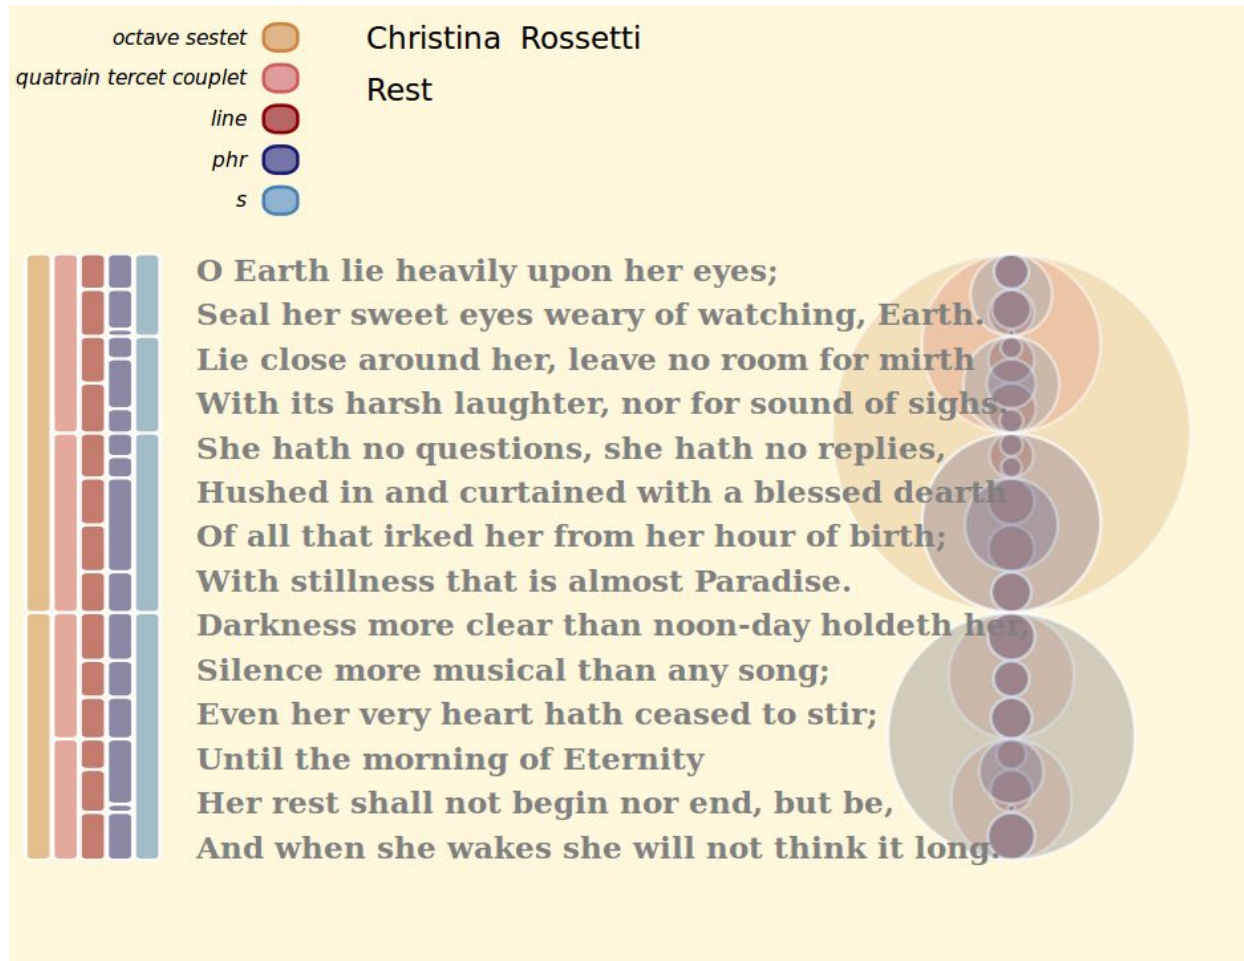 octave sestet
quatrain tercet couplet
line
phr
s
Christina Rossetti
Rest
O Earth lie heavily upon her eyes;
Seal her sweet eyes weary of watching, Earth.
Lie close around her, leave no room for mirth
With its harsh laughter, nor for sound of sighs.
She hath no questions, she hath no replies,
Hushed in and curtained with a blessed dearth
Of all that irked her from her hour of birth;
With stillness that is almost Paradise.
Darkness more clear than noon-day holdeth her,
Silence more musical than any song;
Even her very heart hath ceased to stir;
Until the morning of Eternity
Her rest shall not begin nor end, but be,
And when she wakes she will not think it long.